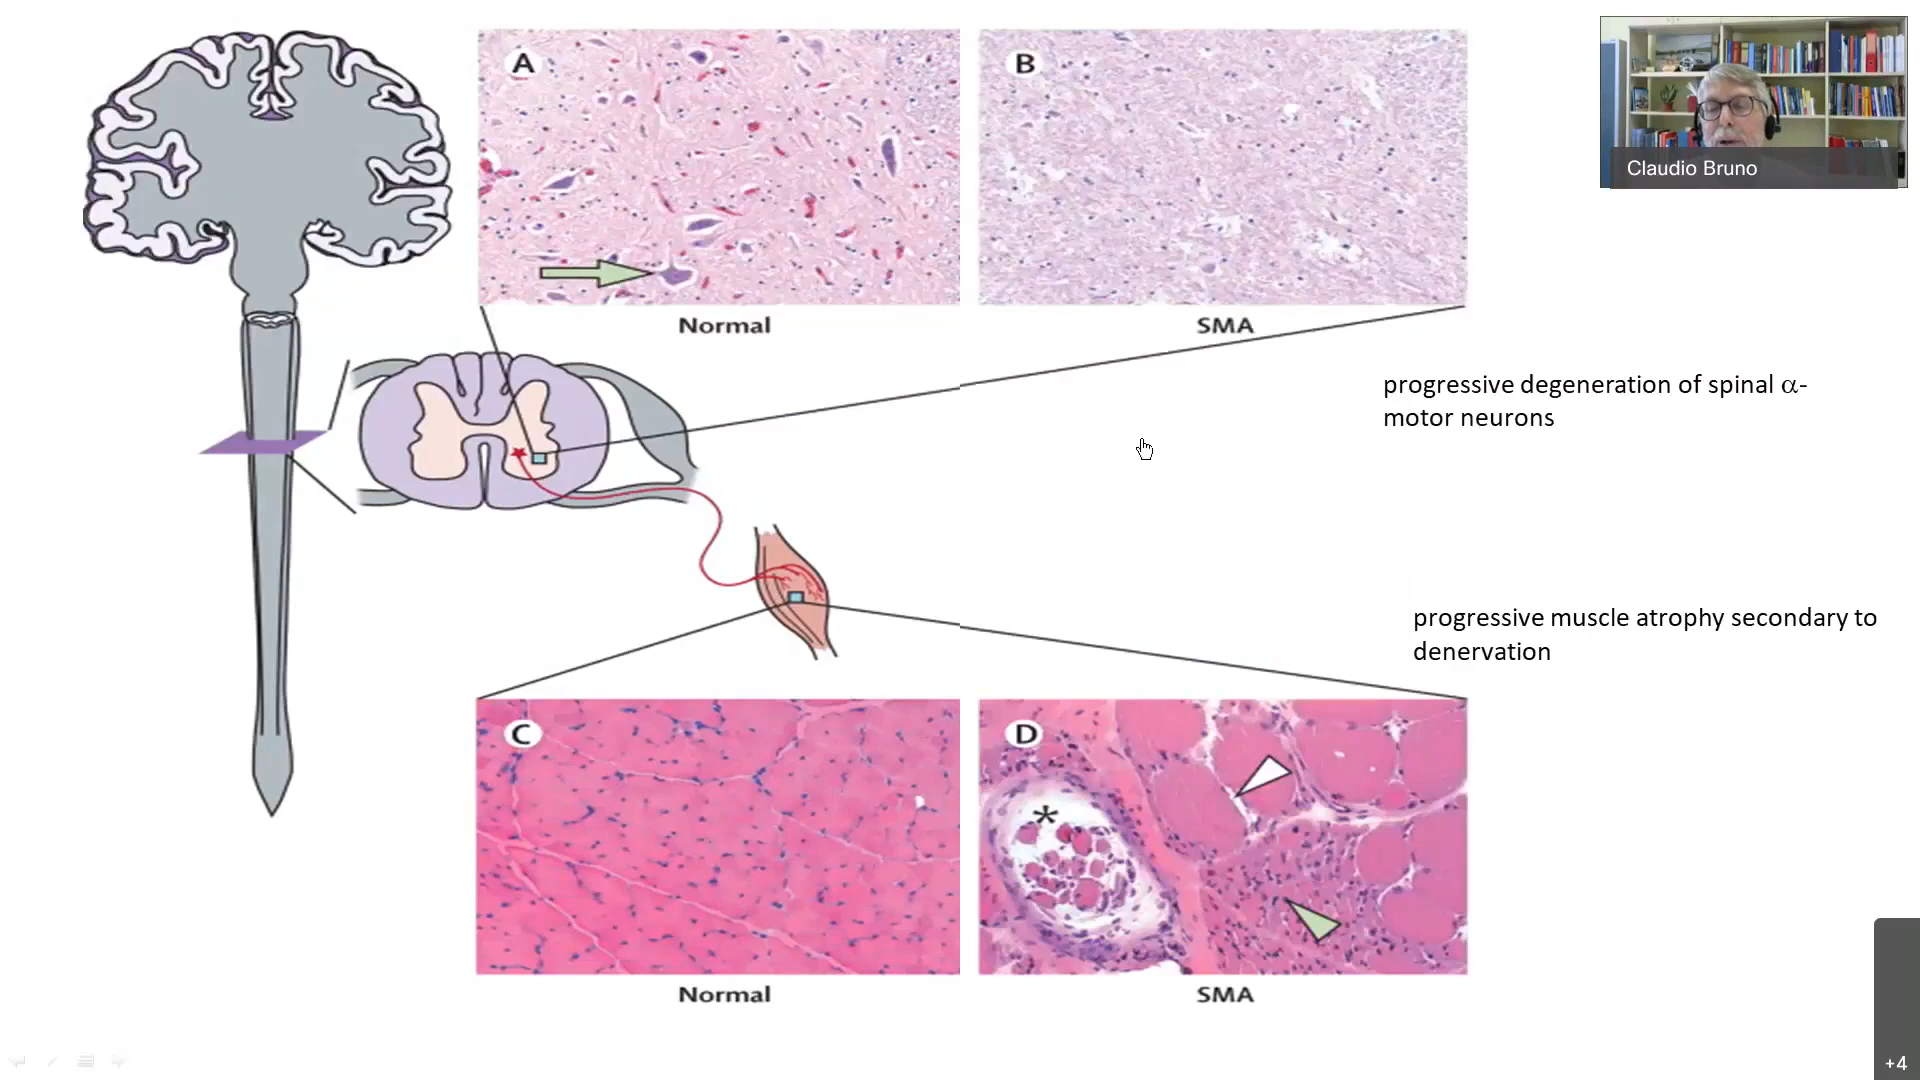 A
B
Claudio Bruno
Normal
SMA
progressive degeneration of spinal α-
motor neurons
progressive muscle atrophy secondary to
denervation
C
D
*
Normal
SMA
+4